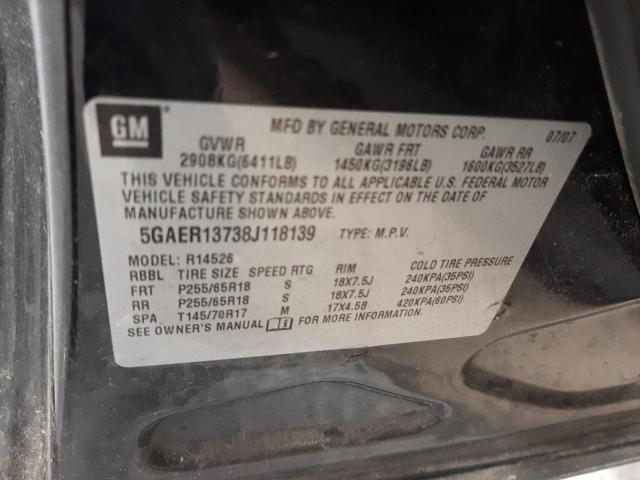 GM
MFD BY GENERAL MOTORS CORP. 07/07
GVWR GAWR FRT GAWR RR
2908KG(6411LB) 1450KG(3196LB) 1600KG(3527LB)
THIS VEHICLE CONFORMS TO ALL APPLICABLE U.S. FEDERAL MOTOR
VEHICLE SAFETY STANDARDS IN EFFECT ON THE DATE OF
MANUFACTURE SHOWN ABOVE.
5GAER13738J118139 TYPE: M.P.V.
MODEL: R14526
RBBL TIRE SIZE SPEED RTG RIM COLD TIRE PRESSURE
FRT P255/65R18 S 18X7.5J 240KPA(35PSI)
RR P255/65R18 S 18X7.5J 240KPA(35PSI)
SPA T145/70R17 M 17X4.5B 420KPA(60PSI)
SEE OWNER'S MANUAL FOR MORE INFORMATION.